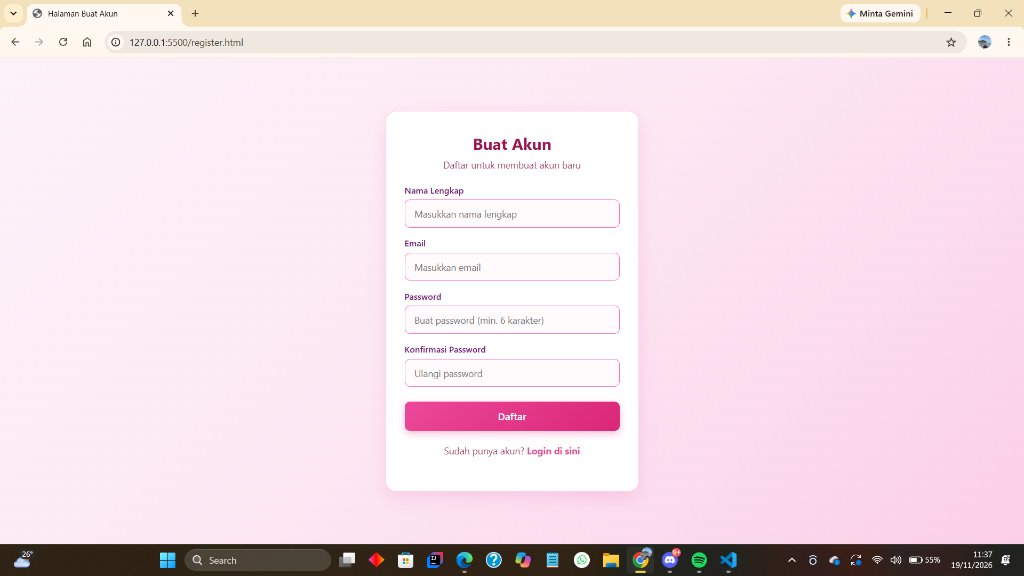 Halaman Buat Akun
Minta Gemini
127.0.0.1:5500/register.html
Buat Akun
Daftar untuk membuat akun baru
Nama Lengkap
Masukkan nama lengkap
Email
Masukkan email
Password
Buat password (min. 6 karakter)
Konfirmasi Password
Ulangi password
Daftar
Sudah punya akun? Login di sini
26°
Search
IJ
9+
55%
11:37
19/11/2026